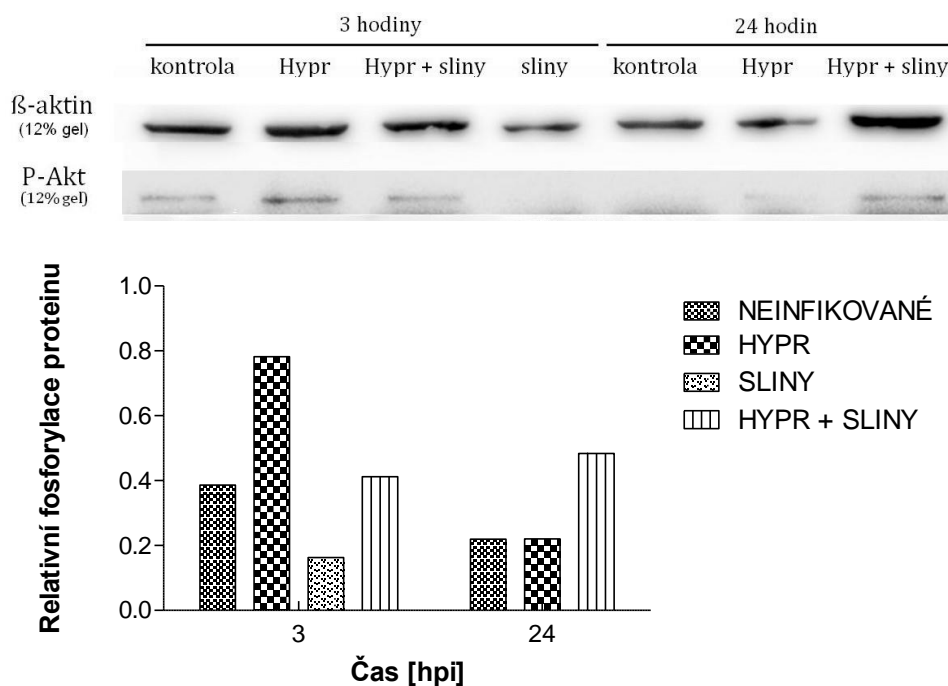 3 hodiny 24 hodin
kontrola Hypr Hypr + sliny sliny kontrola Hypr Hypr + sliny
ß-aktin
(12% gel)
P-Akt
(12% gel)
Relativní fosforylace proteinu
1.0
0.8
0.6
0.4
0.2
0.0
3 24
Čas [hpi]
NEINFIKOVANÉ
HYPR
SLINY
HYPR + SLINY